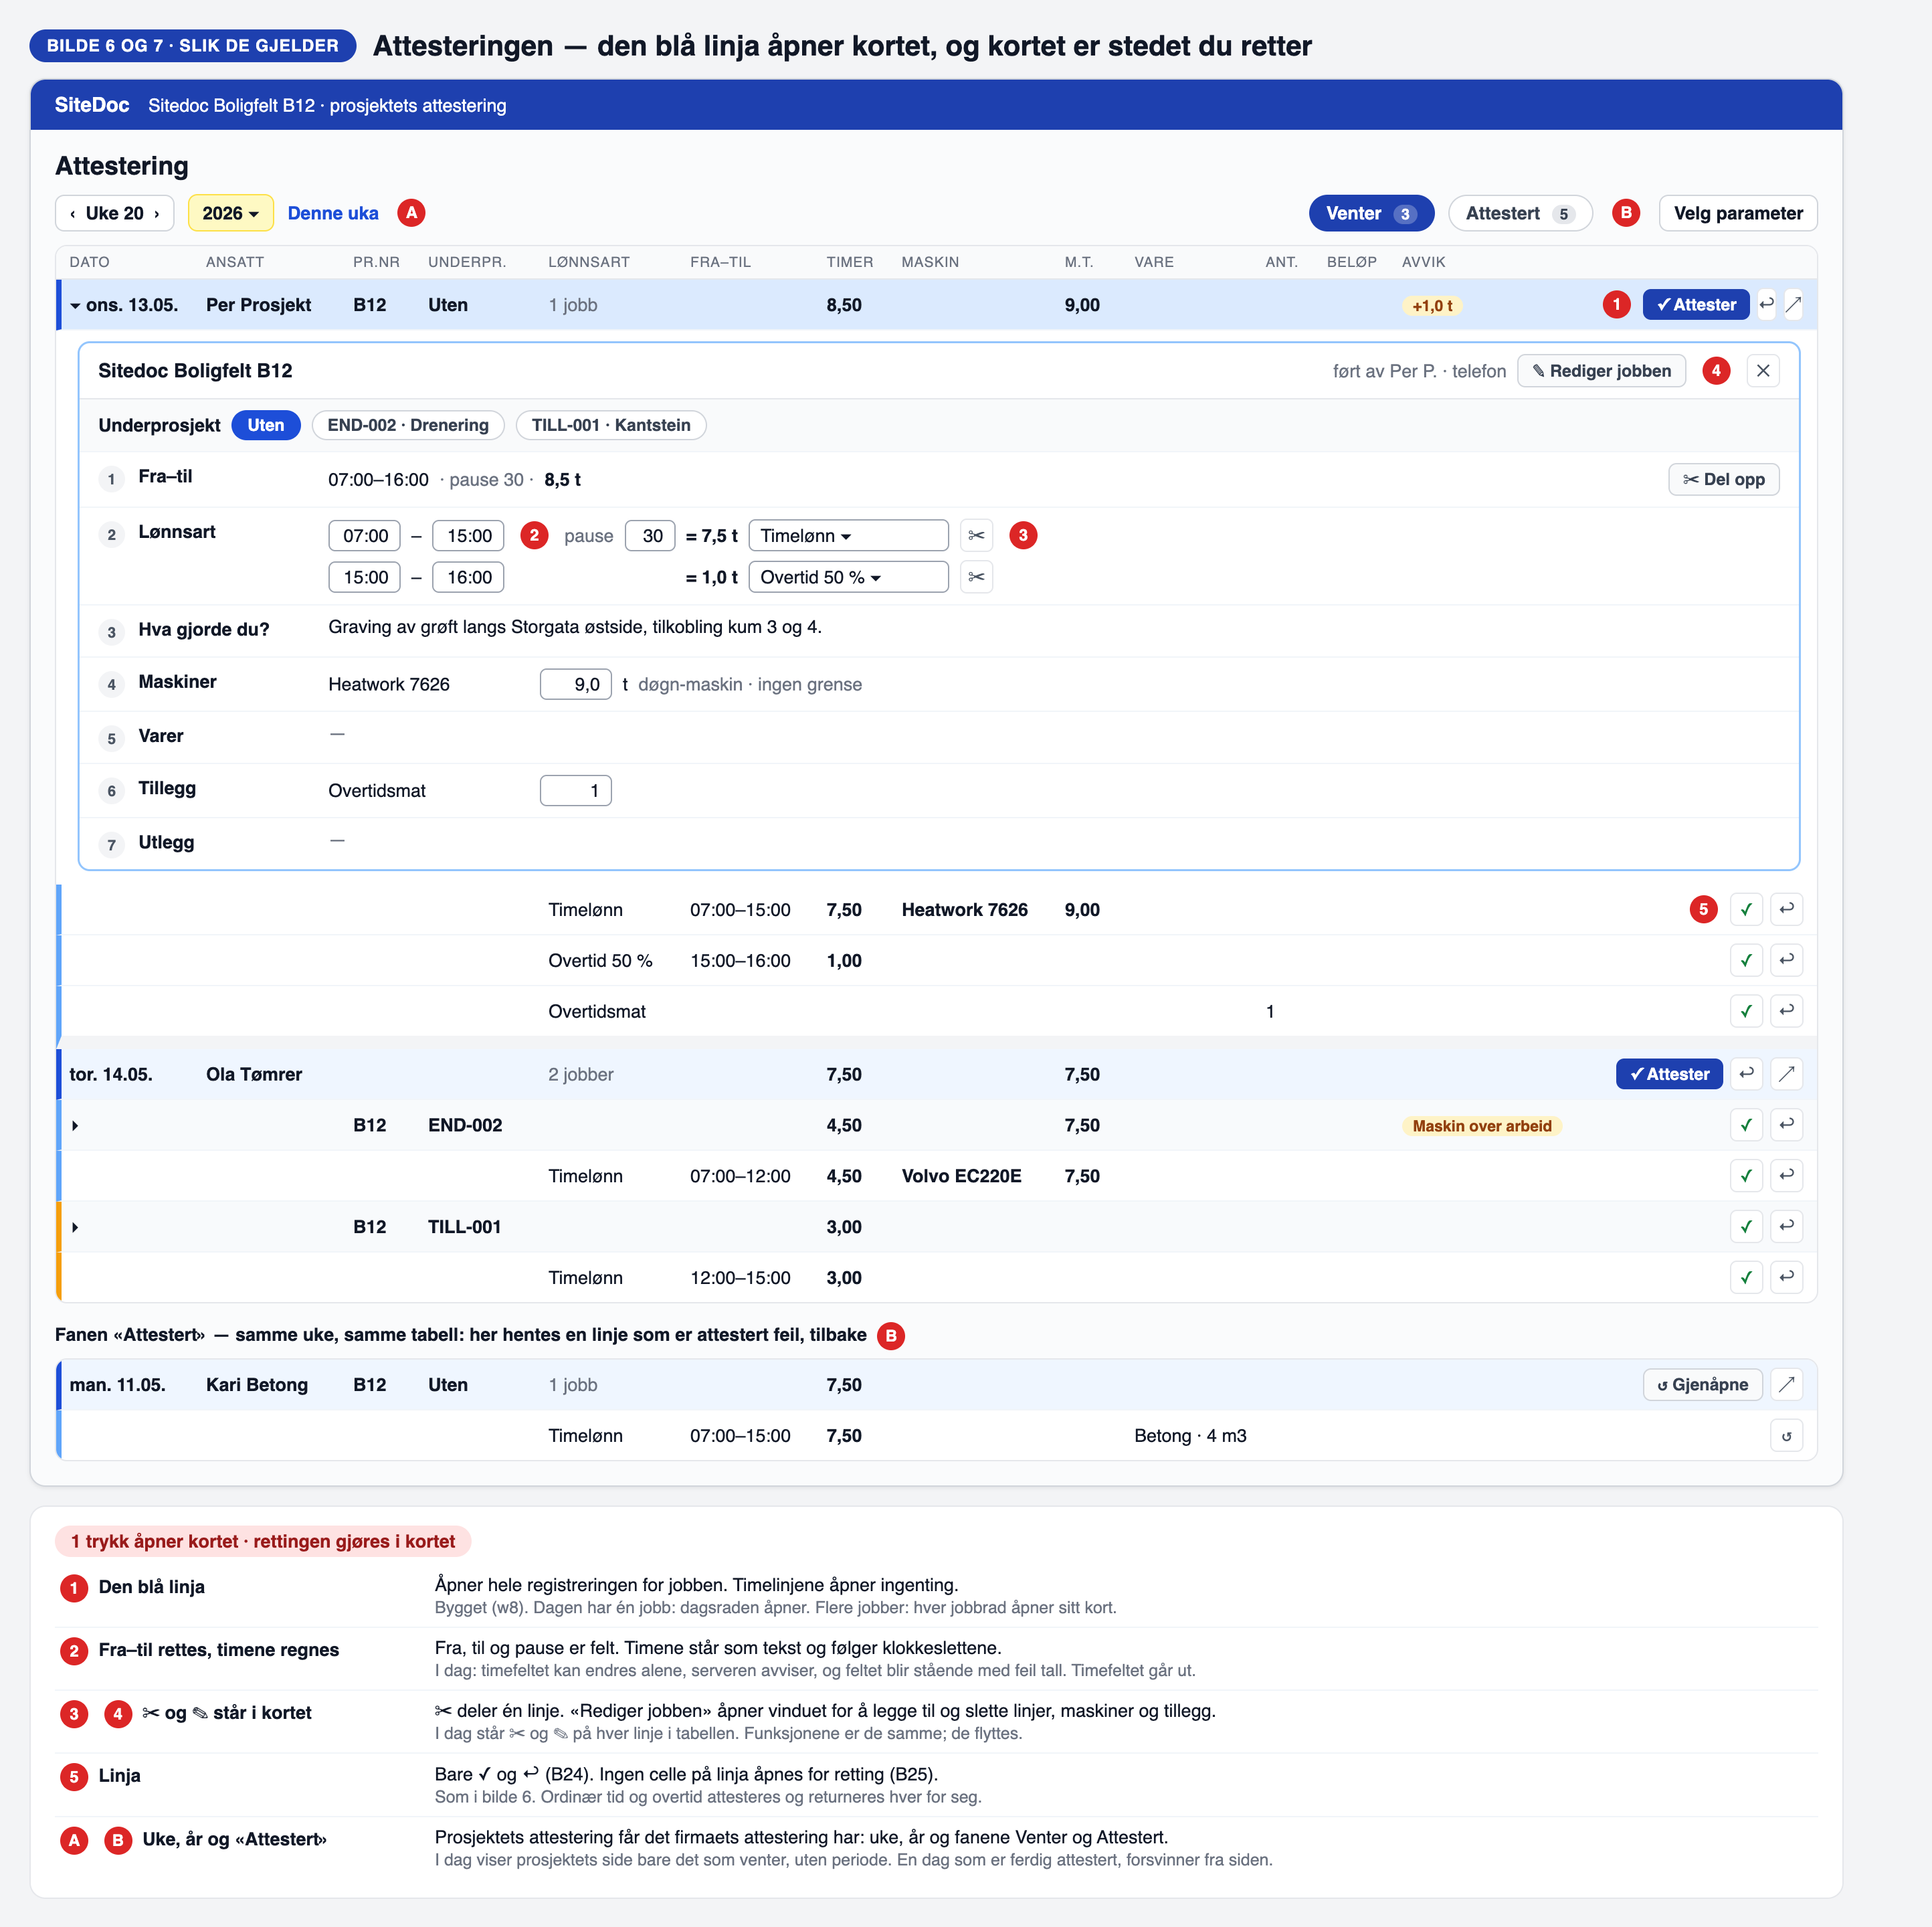 BILDE 6 OG 7 · SLIK DE GJELDER Attesteringen — den blå linja åpner kortet, og kortet er stedet du retter
SiteDoc Sitedoc Boligfelt B12 · prosjektets attestering
Attestering
‹ Uke 20 › 2026 ▾ Denne uka A Venter 3 Attestert 5 B Velg parameter
DATO ANSATT PR.NR UNDERPR. LØNNSART FRA–TIL TIMER MASKIN M.T. VARE ANT. BELØP AVVIK
▾ ons. 13.05. Per Prosjekt B12 Uten 1 jobb 8,50 9,00 +1,0 t 1 ✓ Attester ↩ ⤢
Sitedoc Boligfelt B12 ført av Per P. · telefon ✎ Rediger jobben 4 ✕
Underprosjekt Uten END-002 · Drenering TILL-001 · Kantstein
1 Fra–til 07:00–16:00 · pause 30 · 8,5 t ✂ Del opp
2 Lønnsart 07:00 – 15:00 2 pause 30 = 7,5 t Timelønn ▾ ✂ 3
15:00 – 16:00 = 1,0 t Overtid 50 % ▾ ✂
3 Hva gjorde du? Graving av grøft langs Storgata østside, tilkobling kum 3 og 4.
4 Maskiner Heatwork 7626 9,0 t døgn-maskin · ingen grense
5 Varer —
6 Tillegg Overtidsmat 1
7 Utlegg —
Timelønn 07:00–15:00 7,50 Heatwork 7626 9,00 5 ✓ ↩
Overtid 50 % 15:00–16:00 1,00 ✓ ↩
Overtidsmat 1 ✓ ↩
tor. 14.05. Ola Tømrer 2 jobber 7,50 7,50 ✓ Attester ↩ ⤢
▸ B12 END-002 4,50 7,50 Maskin over arbeid ✓ ↩
Timelønn 07:00–12:00 4,50 Volvo EC220E 7,50 ✓ ↩
▸ B12 TILL-001 3,00 ✓ ↩
Timelønn 12:00–15:00 3,00 ✓ ↩
Fanen «Attestert» — samme uke, samme tabell: her hentes en linje som er attestert feil, tilbake B
man. 11.05. Kari Betong B12 Uten 1 jobb 7,50 ↺ Gjenåpne ⤢
Timelønn 07:00–15:00 7,50 Betong · 4 m3 ↺
1 trykk åpner kortet · rettingen gjøres i kortet
1 Den blå linja Åpner hele registreringen for jobben. Timelinjene åpner ingenting.
Bygget (w8). Dagen har én jobb: dagsraden åpner. Flere jobber: hver jobbrad åpner sitt kort.
2 Fra–til rettes, timene regnes Fra, til og pause er felt. Timene står som tekst og følger klokkeslettene.
I dag: timefeltet kan endres alene, serveren avviser, og feltet blir stående med feil tall. Timefeltet går ut.
3 4 ✂ og ✎ står i kortet ✂ deler én linje. «Rediger jobben» åpner vinduet for å legge til og slette linjer, maskiner og tillegg.
I dag står ✂ og ✎ på hver linje i tabellen. Funksjonene er de samme; de flyttes.
5 Linja Bare ✓ og ↩ (B24). Ingen celle på linja åpnes for retting (B25).
Som i bilde 6. Ordinær tid og overtid attesteres og returneres hver for seg.
A B Uke, år og «Attestert» Prosjektets attestering får det firmaets attestering har: uke, år og fanene Venter og Attestert.
I dag viser prosjektets side bare det som venter, uten periode. En dag som er ferdig attestert, forsvinner fra siden.